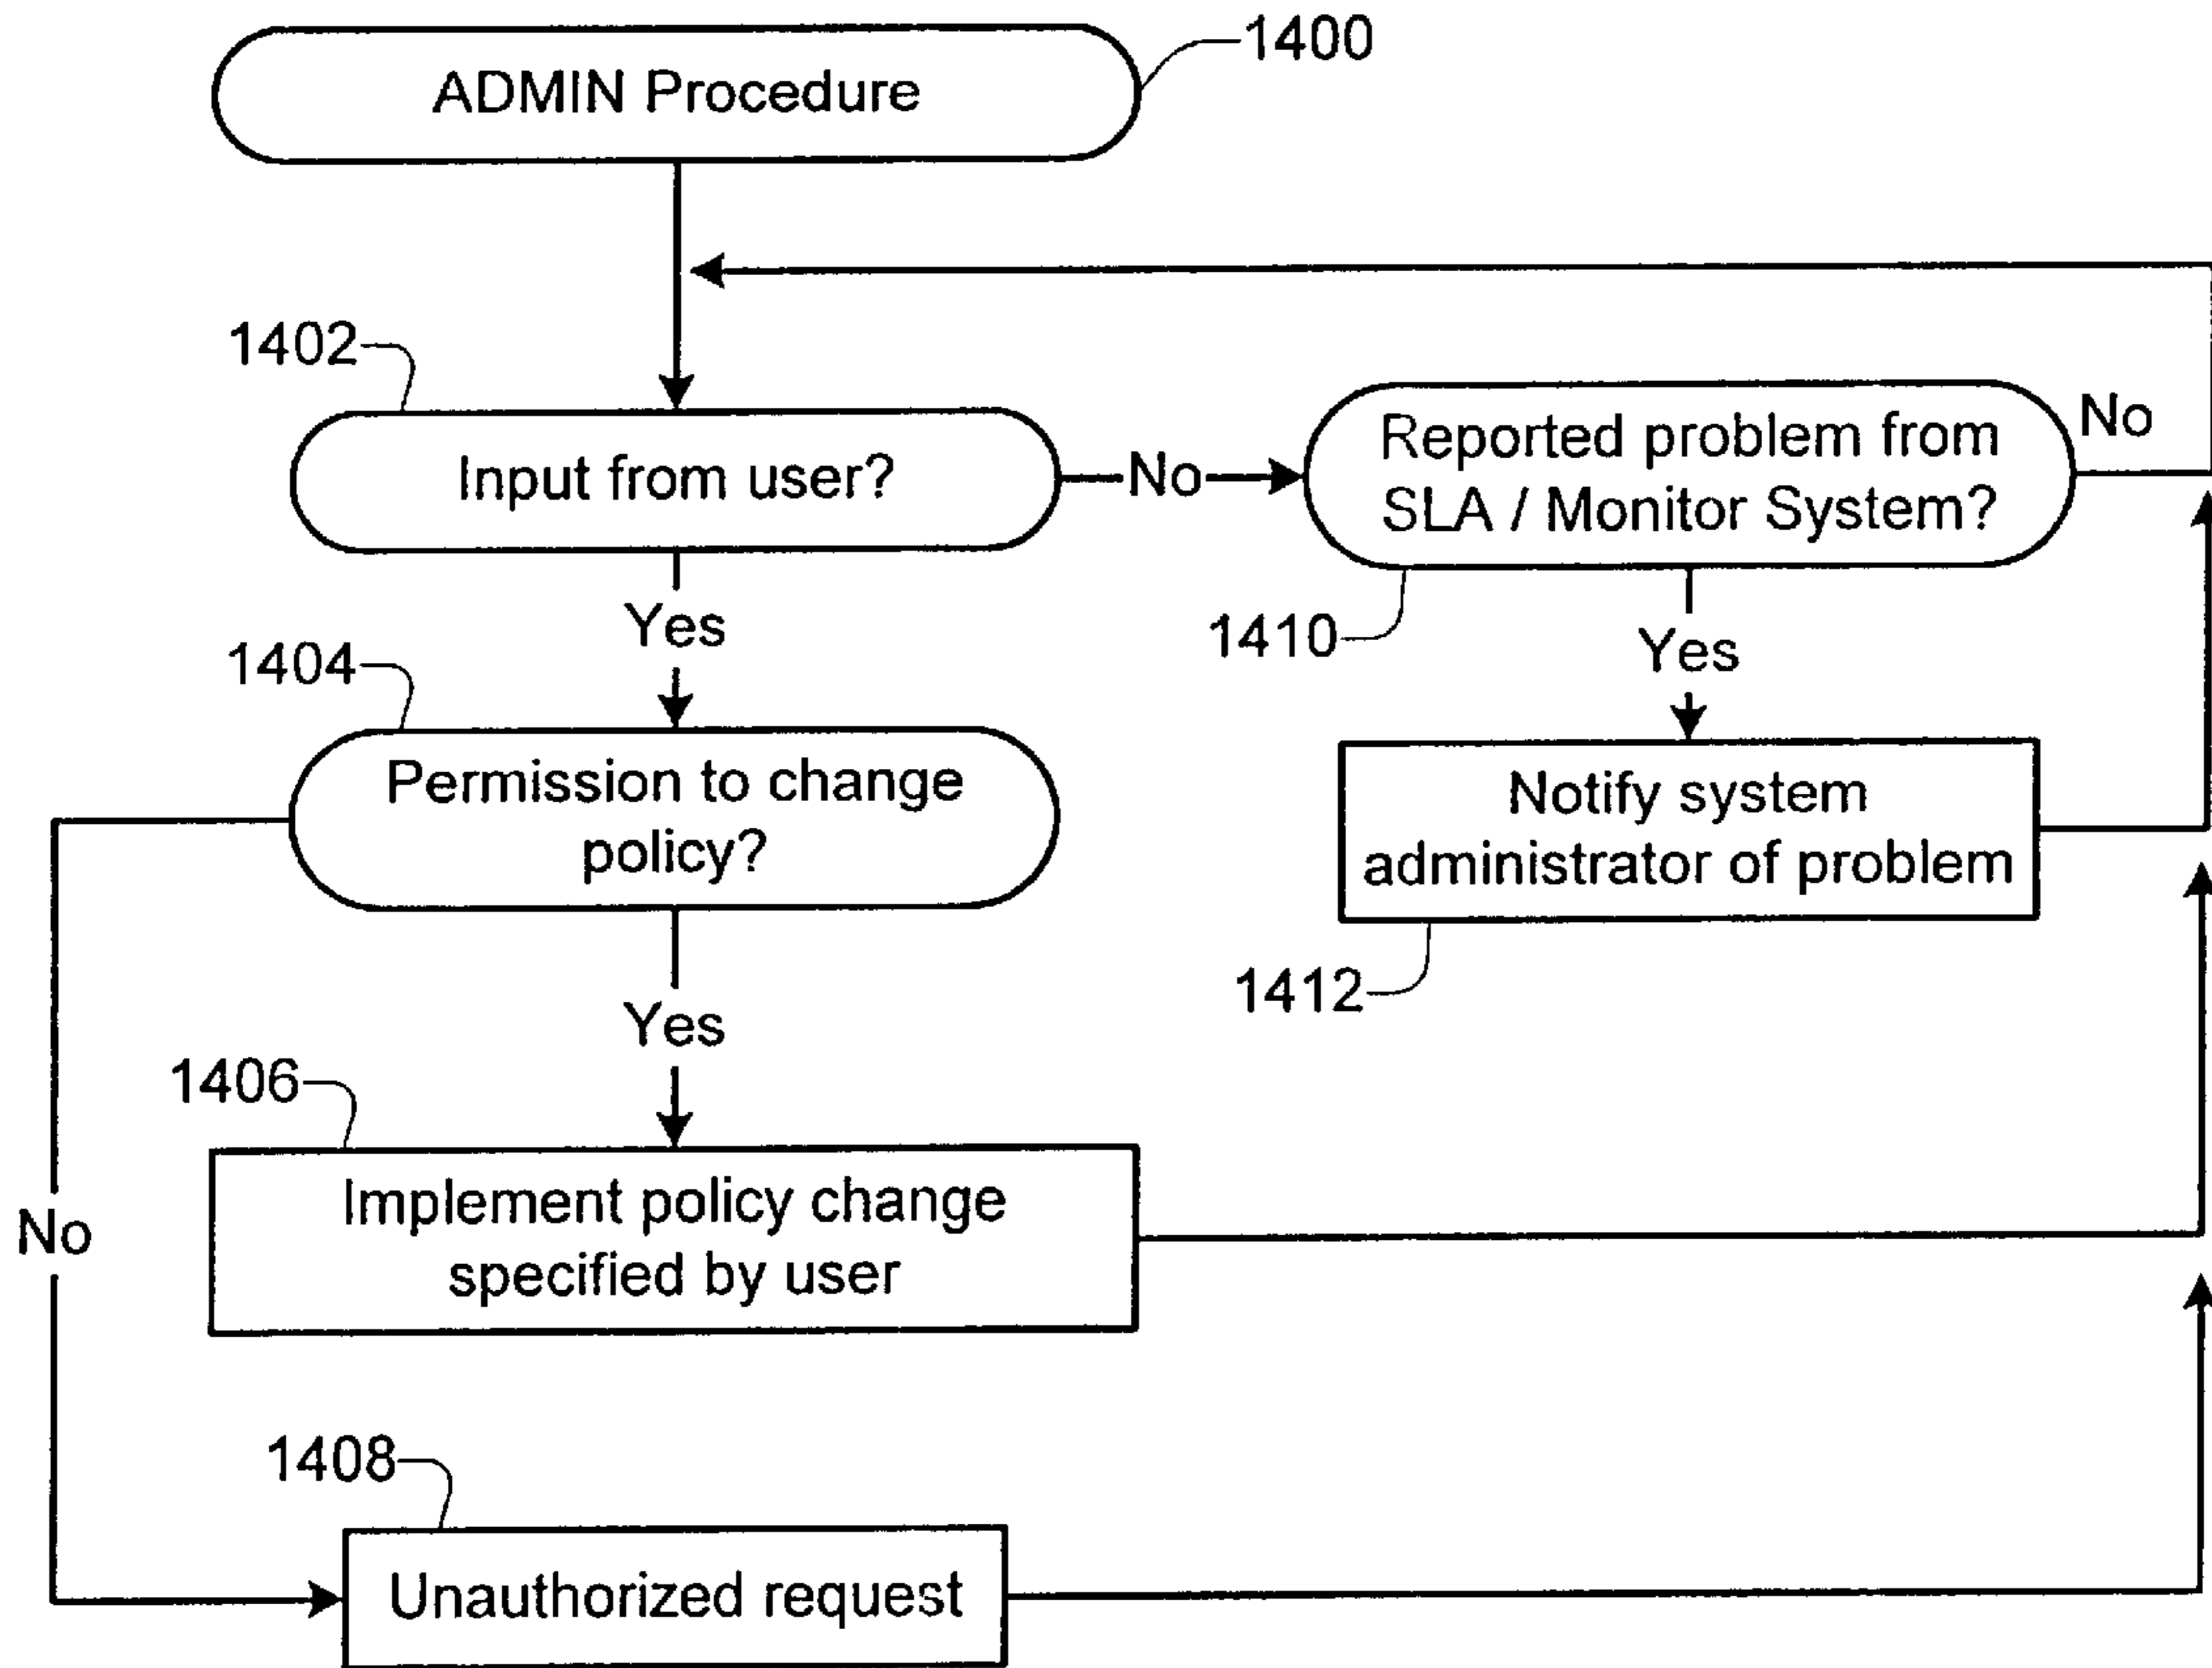 1400
ADMIN Procedure
1402
Input from user?
No
Reported problem from
SLA / Monitor System?
No
1410
Yes
Yes
1404
Permission to change
policy?
Notify system
administrator of problem
1412
Yes
No
1406
Implement policy change
specified by user
1408
Unauthorized request